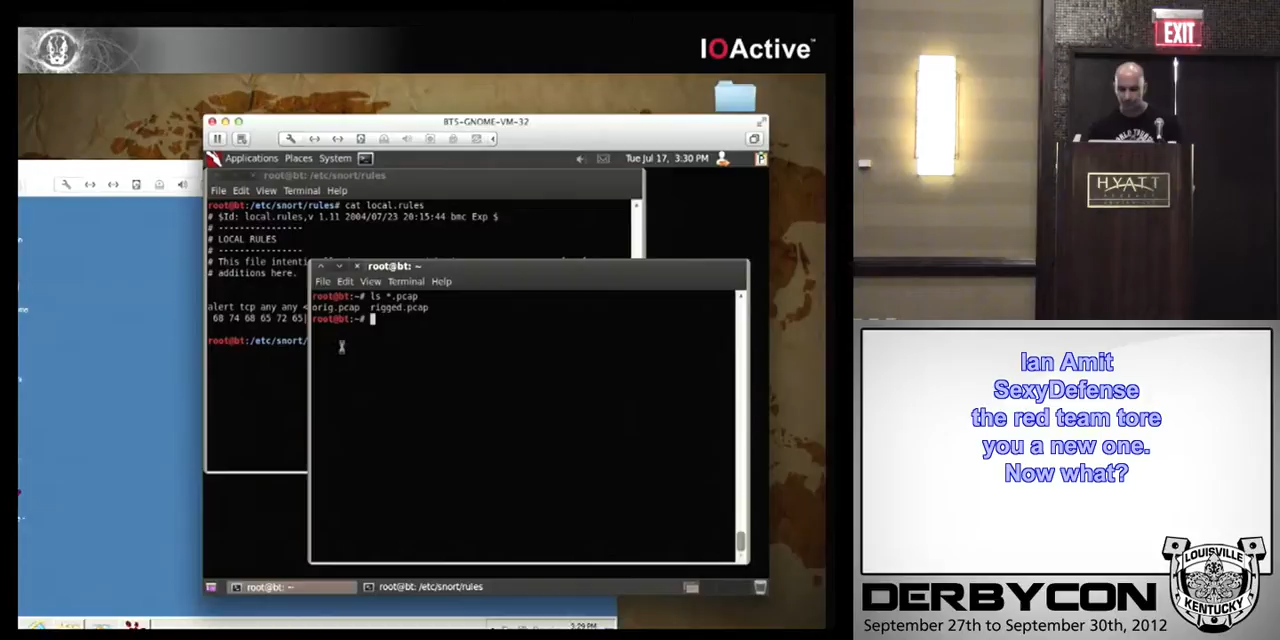 IOActive™
BT5-GNOME-VM-32
Applications Places System
Tue Jul 17, 3:30 PM
root@bt: /etc/snort/rules
File Edit View Terminal Help
root@bt:/etc/snort/rules# cat local.rules
# $Id: local.rules,v 1.11 2004/07/23 20:15:44 bmc Exp $
# ----------------
# LOCAL RULES
# ----------------
# This file intenti
# additions here.
alert tcp any any <
68 74 68 65 72 65|
root@bt:/etc/snort/
root@bt: ~
File Edit View Terminal Help
root@bt:~# ls *.pcap
orig.pcap rigged.pcap
root@bt:~#
root@bt: ~
root@bt: /etc/snort/rules
3:29 PM
EXIT
HYATT
Ian Amit
SexyDefense
the red team tore
you a new one.
Now what?
LOUISVILLE
KENTUCKY
DERBYCON
September 27th to September 30th, 2012